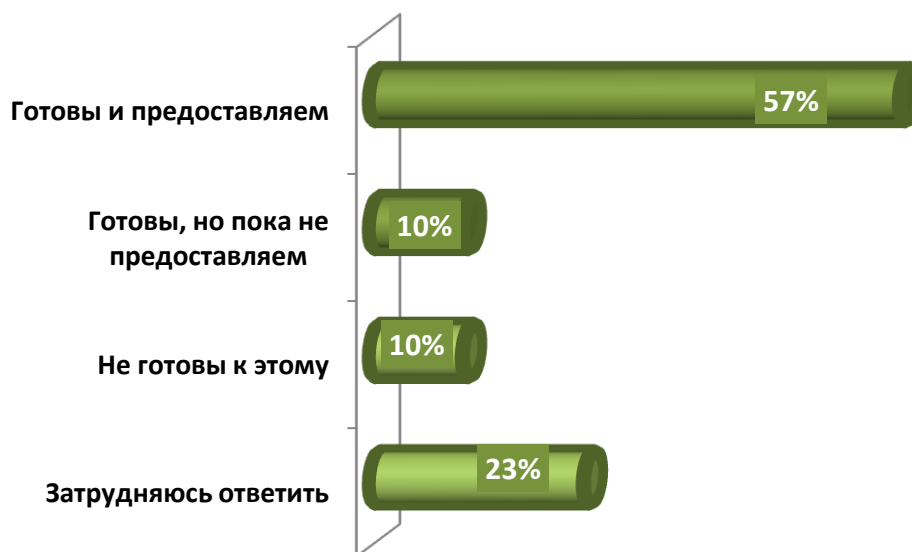 Готовы и предоставляем
57%
Готовы, но пока не
предоставляем
10%
Не готовы к этому
10%
Затрудняюсь ответить
23%